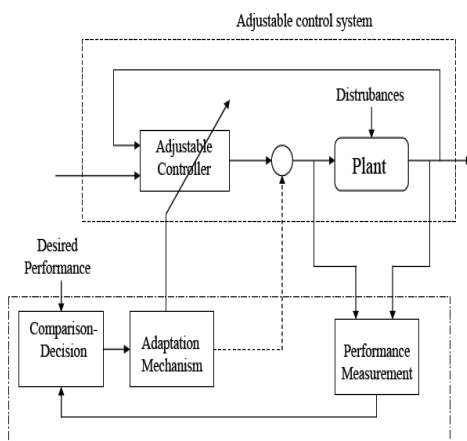 Adjustable control system
Distrubances
Adjustable
Controller
Plant
Desired
Performance
Comparison-
Decision
Adaptation
Mechanism
Performance
Measurement